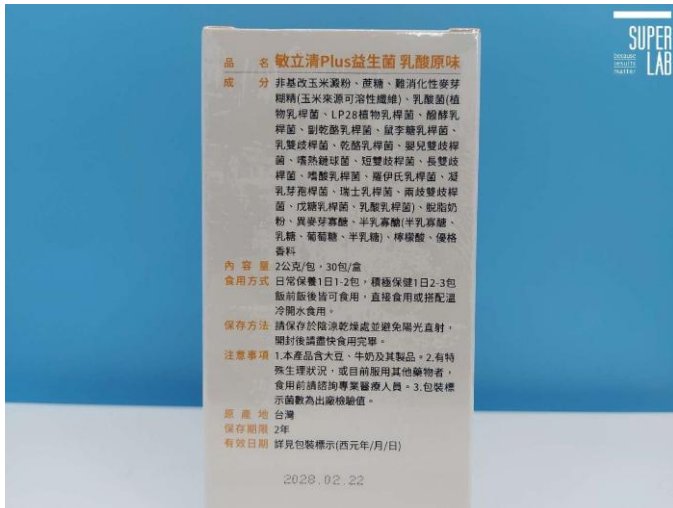 SUPER
LAB
because
results
matter
品名 敏立清Plus益生菌 乳酸原味
成分 非基改玉米澱粉、蔗糖、難消化性麥芽
糊精(玉米來源可溶性纖維)、乳酸菌(植
物乳桿菌、LP28植物乳桿菌、醱酵乳
桿菌、副乾酪乳桿菌、鼠李糖乳桿菌、
乳雙歧桿菌、乾酪乳桿菌、嬰兒雙歧桿
菌、嗜熱鏈球菌、短雙歧桿菌、長雙歧
桿菌、嗜酸乳桿菌、羅伊氏乳桿菌、凝
乳芽孢桿菌、瑞士乳桿菌、兩歧雙歧桿
菌、戊糖乳桿菌、乳酸乳桿菌)、脫脂奶
粉、異麥芽寡醣、半乳寡醣(半乳寡醣、
乳糖、葡萄糖、半乳糖)、檸檬酸、優格
香料
內容量 2公克/包，30包/盒
食用方式 日常保養1日1-2包，積極保健1日2-3包
飯前飯後皆可食用，直接食用或搭配溫
冷開水食用。
保存方法 請保存於陰涼乾燥處並避免陽光直射，
開封後請盡快食用完畢。
注意事項 1.本產品含大豆、牛奶及其製品。2.有特
殊生理狀況，或目前服用其他藥物者，
食用前請諮詢專業醫療人員。3.包裝標
示菌數為出廠檢驗值。
原產地 台灣
保存期限 2年
有效日期 詳見包裝標示(西元年/月/日)
2028.02.22